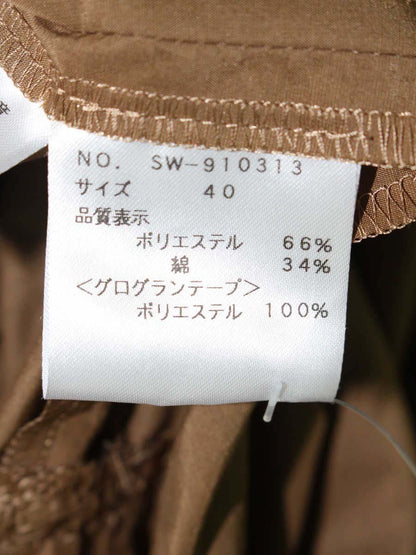 NO. SW-910313
サイズ 40
品質表示
ポリエステル 66%
綿 34%
<グログランテープ>
ポリエステル 100%